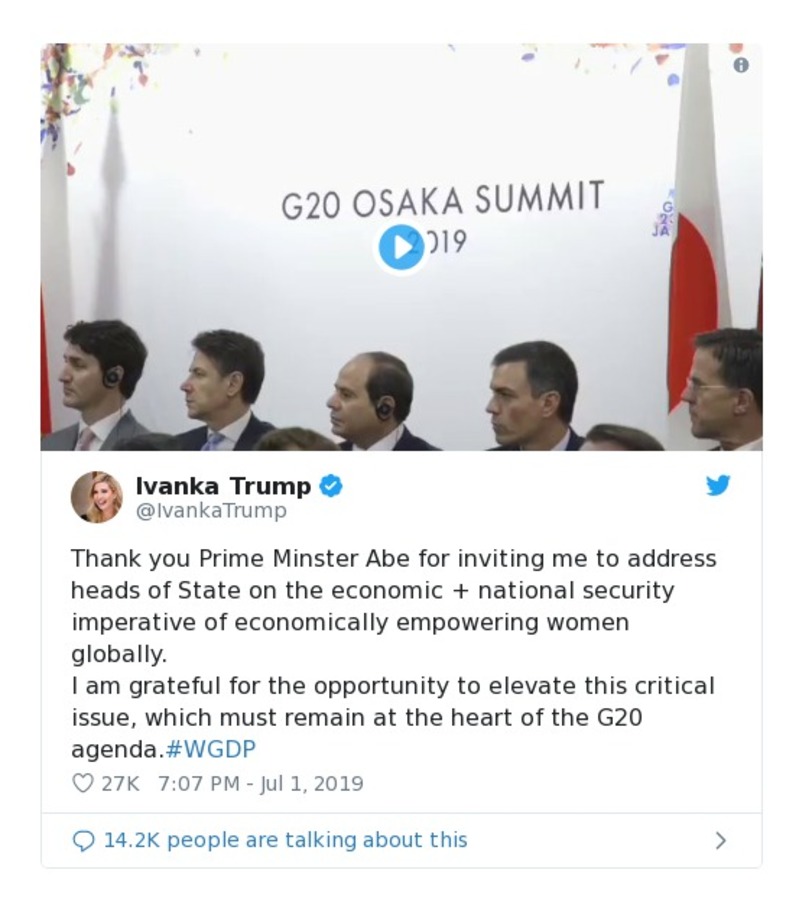 G20 OSAKA SUMMIT
2019
G
2
JA
Ivanka Trump
@IvankaTrump
Thank you Prime Minster Abe for inviting me to address
heads of State on the economic + national security
imperative of economically empowering women
globally.
I am grateful for the opportunity to elevate this critical
issue, which must remain at the heart of the G20
agenda.#WGDP
27K 7:07 PM - Jul 1, 2019
14.2K people are talking about this